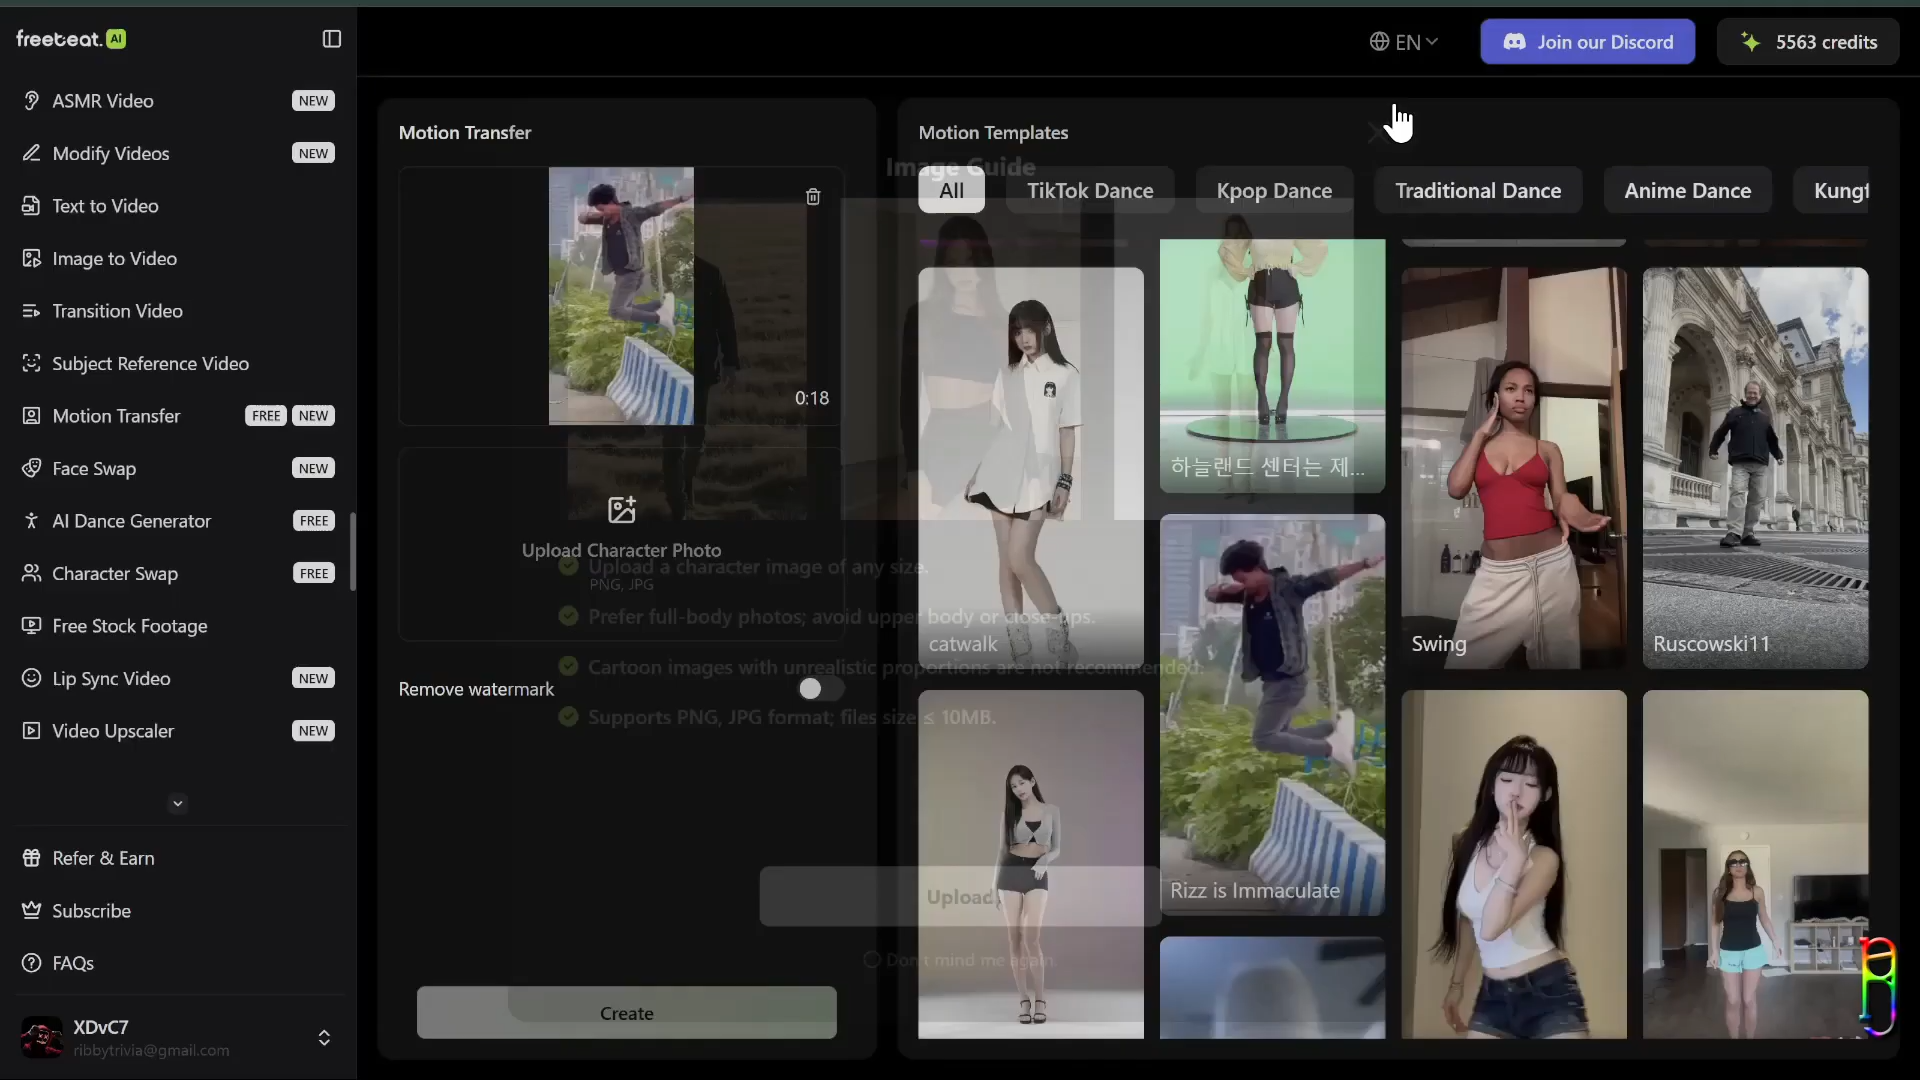 freebeat. AI
ASMR Video NEW
Modify Videos NEW
Text to Video
Image to Video
Transition Video
Subject Reference Video
Motion Transfer FREE NEW
Face Swap NEW
AI Dance Generator FREE
Character Swap FREE
Free Stock Footage
Lip Sync Video NEW
Video Upscaler NEW
Refer & Earn
Subscribe
FAQs
XDvC7
ribbytrivia@gmail.com
EN
Join our Discord
5563 credits
Motion Transfer
0:18
Upload Character Photo
PNG, JPG
Remove watermark
Create
Image Guide
Upload a character image of any size.
Prefer full-body photos; avoid upper body or close-ups.
Cartoon images with unrealistic proportions are not recommended.
Supports PNG, JPG format; files size ≤ 10MB.
Upload
Don't mind me again
Motion Templates
All TikTok Dance Kpop Dance Traditional Dance Anime Dance Kungf
catwalk
하늘랜드 센터는 제...
Rizz is Immaculate
Swing
Ruscowski11